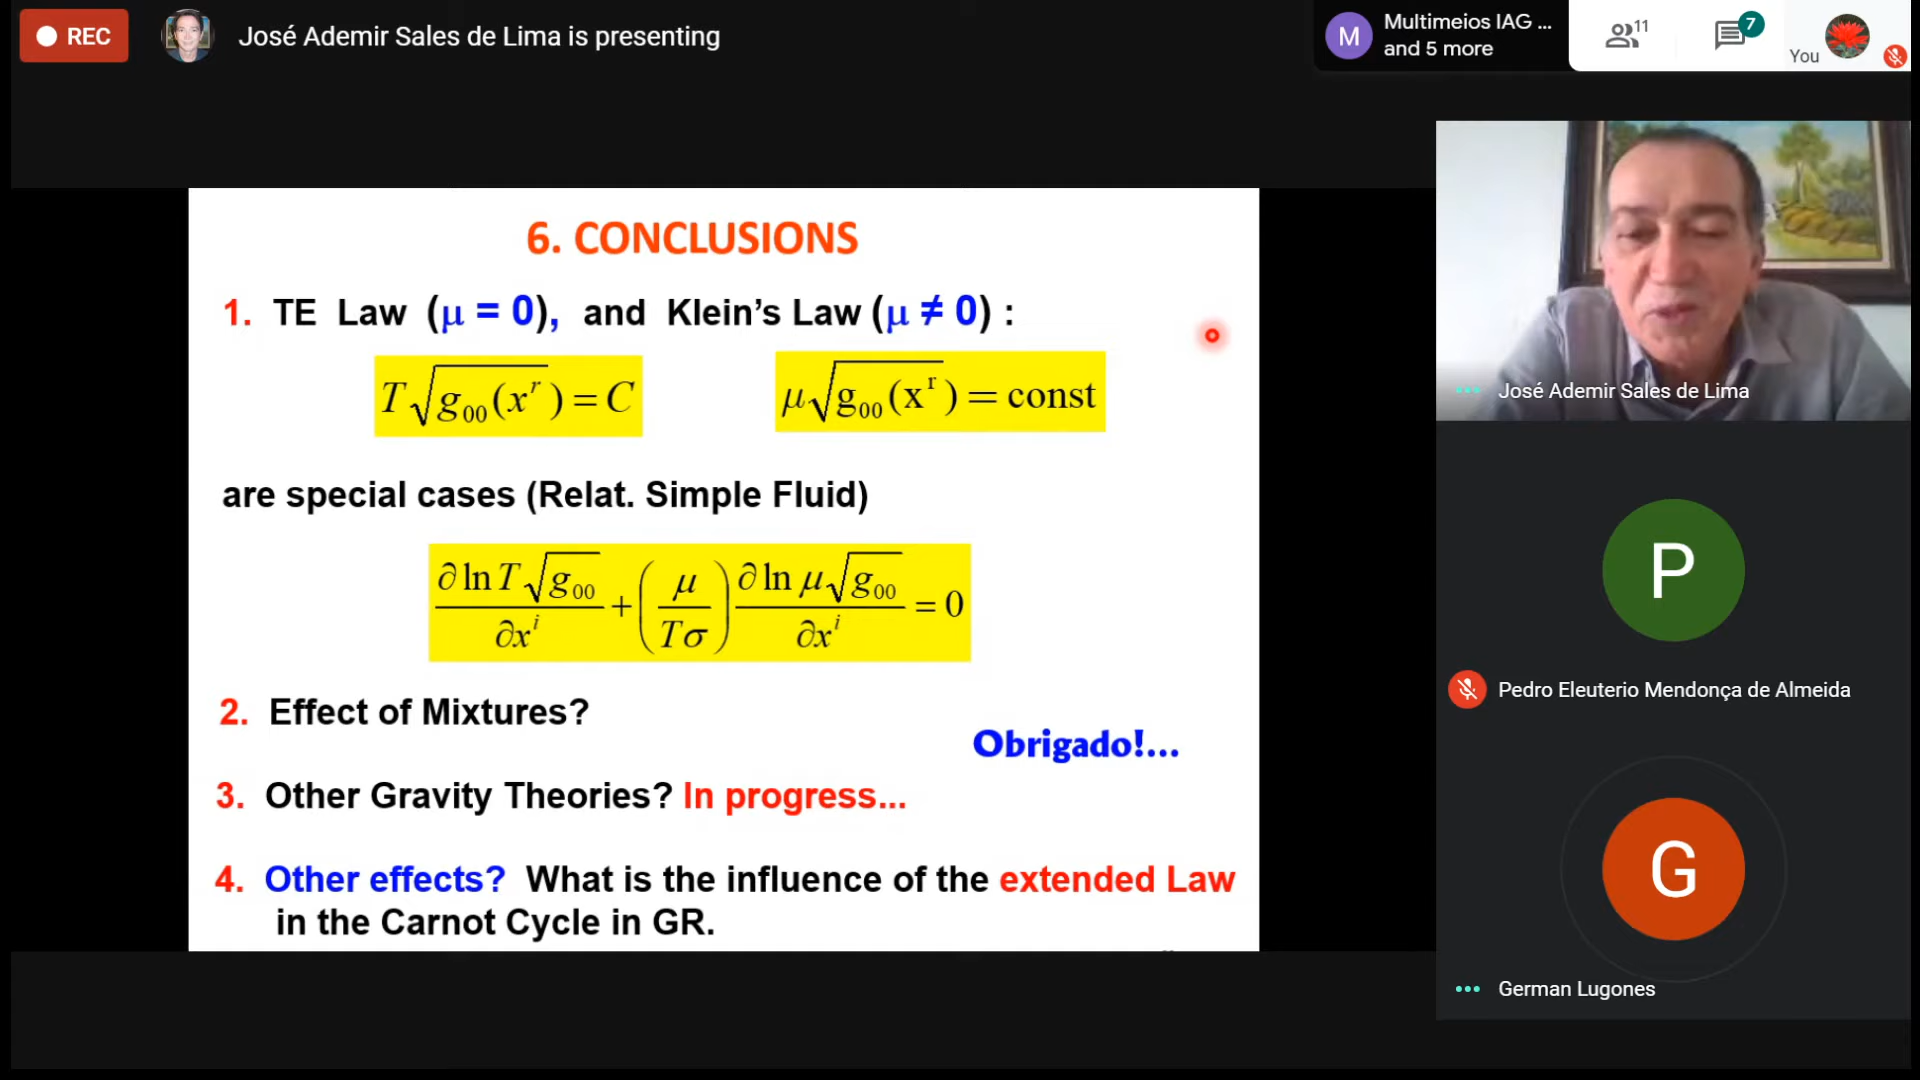 REC
José Ademir Sales de Lima is presenting
M
Multimeios IAG ...
and 5 more
11
7
You
6. CONCLUSIONS
1. TE Law (μ = 0), and Klein’s Law (μ ≠ 0) :
T√g₀₀(xʳ) = C
μ√g₀₀(xʳ) = const
are special cases (Relat. Simple Fluid)
∂ ln T√g₀₀ / ∂xⁱ + (μ / Tσ) ∂ ln μ√g₀₀ / ∂xⁱ = 0
2. Effect of Mixtures?
Obrigado!...
3. Other Gravity Theories? In progress...
4. Other effects? What is the influence of the extended Law
in the Carnot Cycle in GR.
José Ademir Sales de Lima
P
Pedro Eleuterio Mendonça de Almeida
G
German Lugones